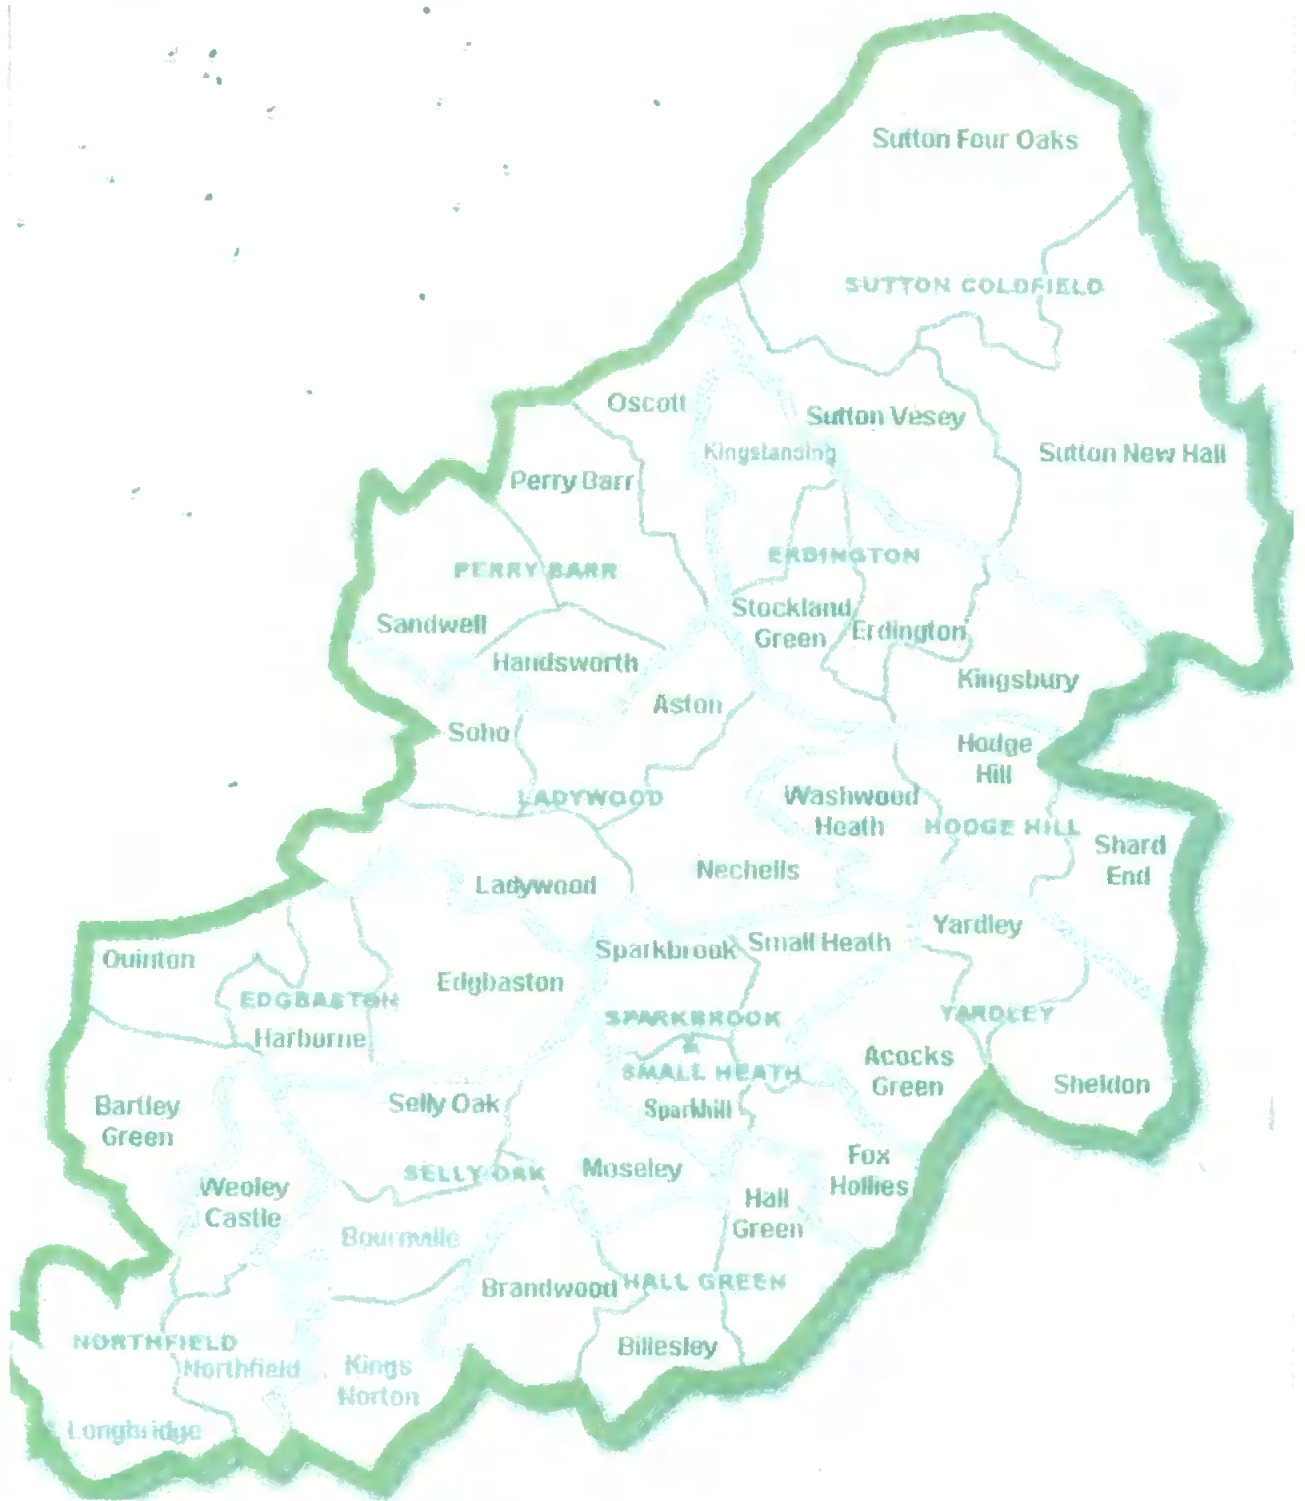 Sutton Four Oaks
SUTTON COLDFIELD
Oscott
Sutton Vesey
Kingstanding
Sutton New Hall
Perry Barr
ERDINGTON
PERRY BARR
Stockland
Green
Sandwell
Erdington
Handsworth
Kingsbury
Aston
Soho
Hodge
Hill
LADYWOOD
Washwood
Heath
HODGE HILL
Shard
End
Nechells
Ladywood
Yardley
Small Heath
Sparkbrook
Quinton
Edgbaston
EDGBASTON
SPARKBROOK
YARDLEY
Harborne
Acocks
Green
SMALL HEATH
Sheldon
Selly Oak
Sparkhill
Bartley
Green
Fox
Hollies
Moseley
SELLY OAK
Weoley
Castle
Hall
Green
Bournville
Brandwood
HALL GREEN
NORTHFIELD
Billesley
Northfield
Kings
Norton
Longbridge